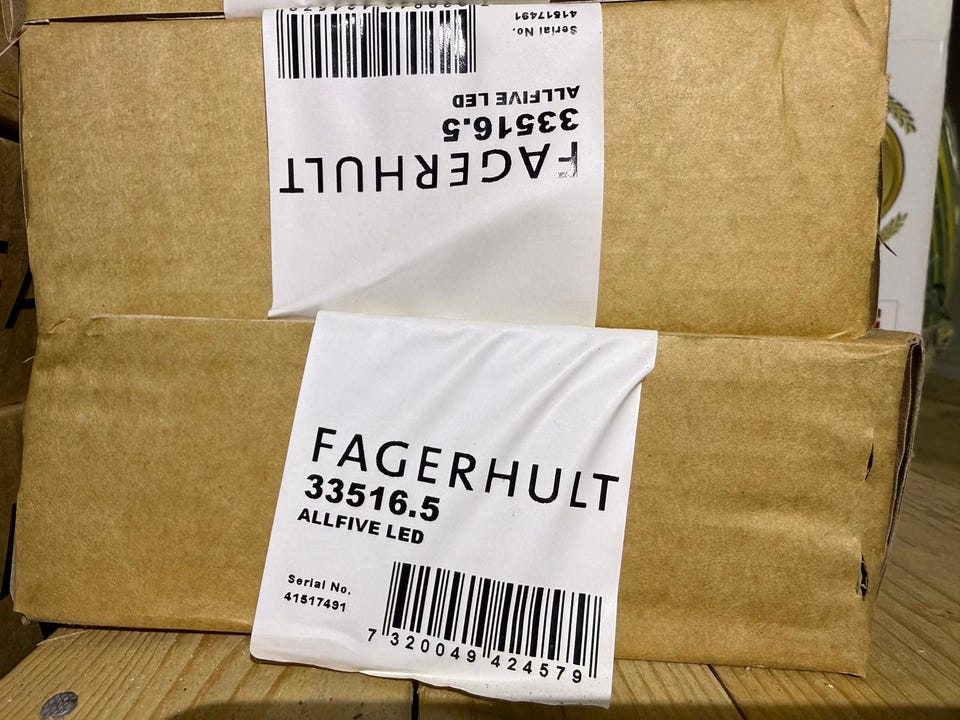 FAGERHULT
33516.5
ALLFIVE LED
Serial No.
41517491
FAGERHULT
33516.5
ALLFIVE LED
Serial No.
41517491
7 320049 424579